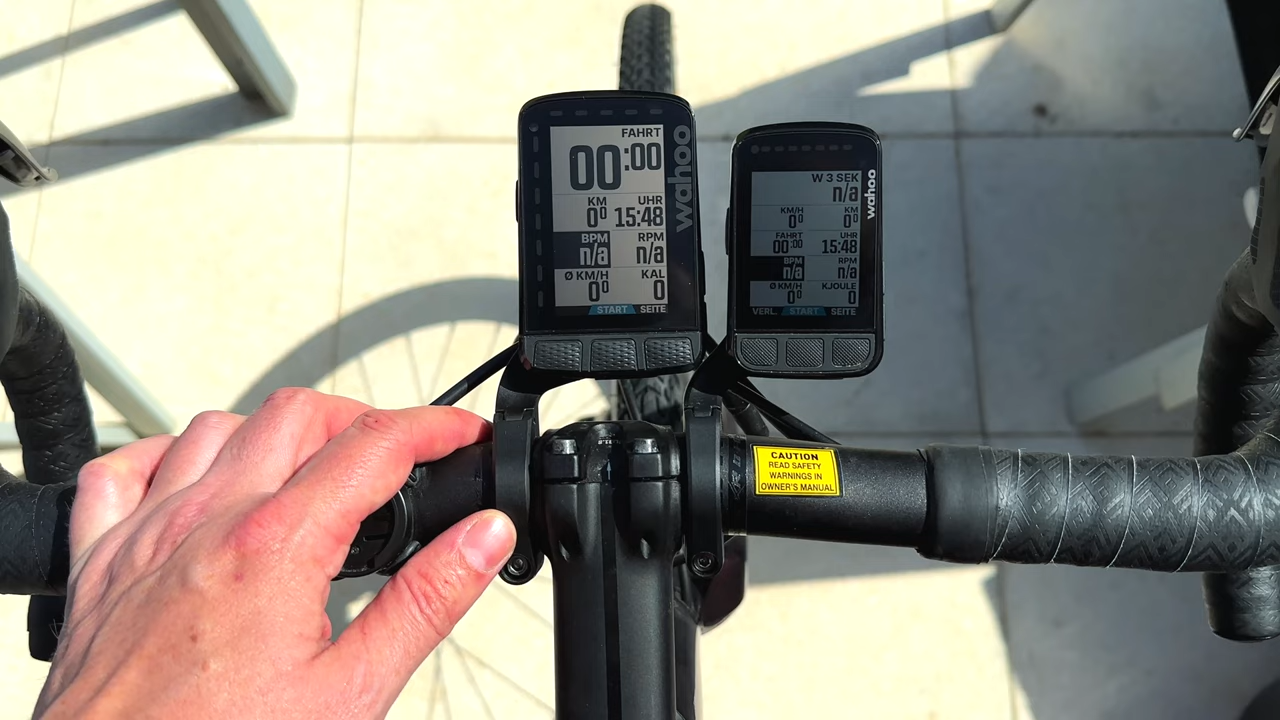 FAHRT
00:00
KM UHR
0⁰ 15:48
BPM RPM
n/a n/a
Ø KM/H KAL
0⁰ 0
START SEITE
wahoo
W 3 SEK
n/a
KM/H KM
0⁰ 0⁰
FAHRT UHR
00:00 15:48
BPM RPM
n/a n/a
Ø KM/H KJOULE
0⁰ 0
VERL. START SEITE
wahoo
CAUTION
READ SAFETY
WARNINGS IN
OWNER'S MANUAL